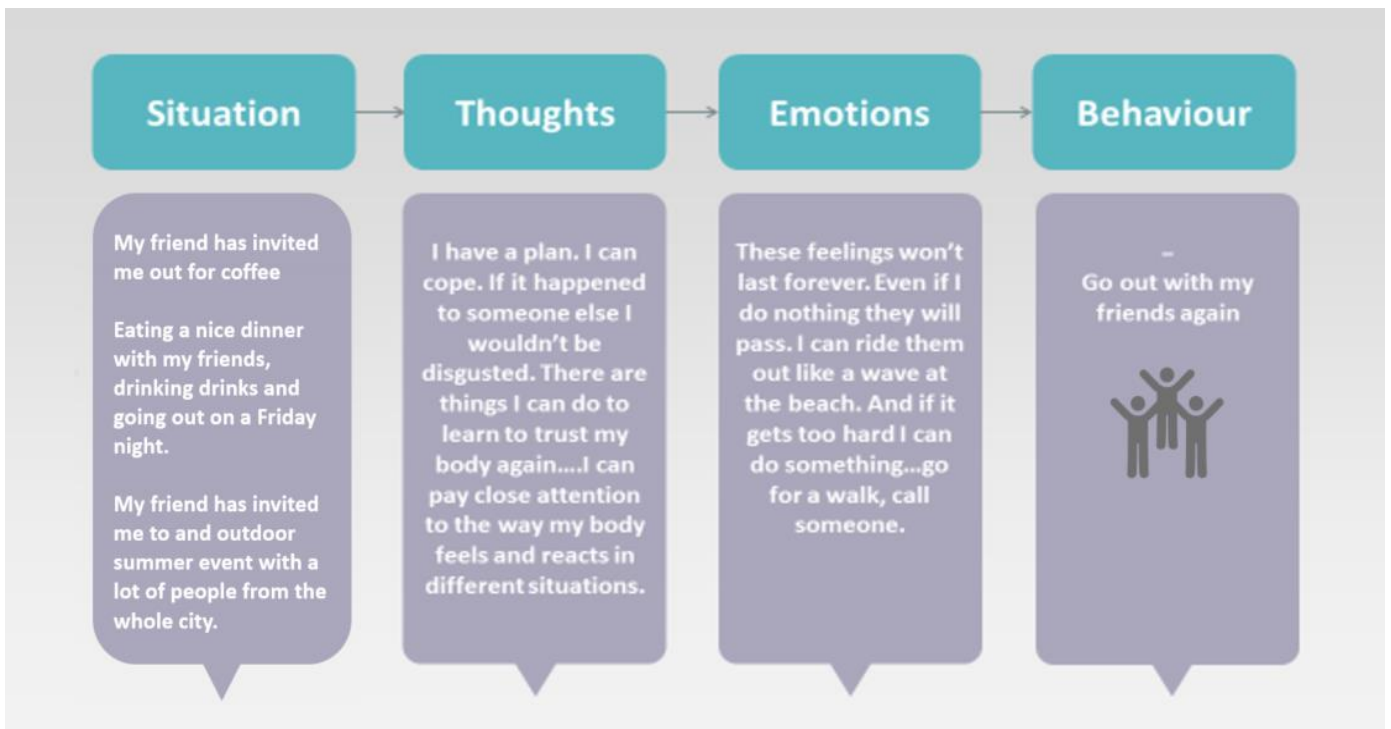 Situation
Thoughts
Emotions
Behaviour
My friend has invited
me out for coffee
Eating a nice dinner
with my friends,
drinking drinks and
going out on a Friday
night.
My friend has invited
me to and outdoor
summer event with a
lot of people from the
whole city.
I have a plan. I can
cope. If it happened
to someone else I
wouldn't be
disgusted. There are
things I can do to
learn to trust my
body again....I can
pay close attention
to the way my body
feels and reacts in
different situations.
These feelings won't
last forever. Even if I
do nothing they will
pass. I can ride them
out like a wave at
the beach. And if it
gets too hard I can
do something...go
for a walk, call
someone.
–
Go out with my
friends again